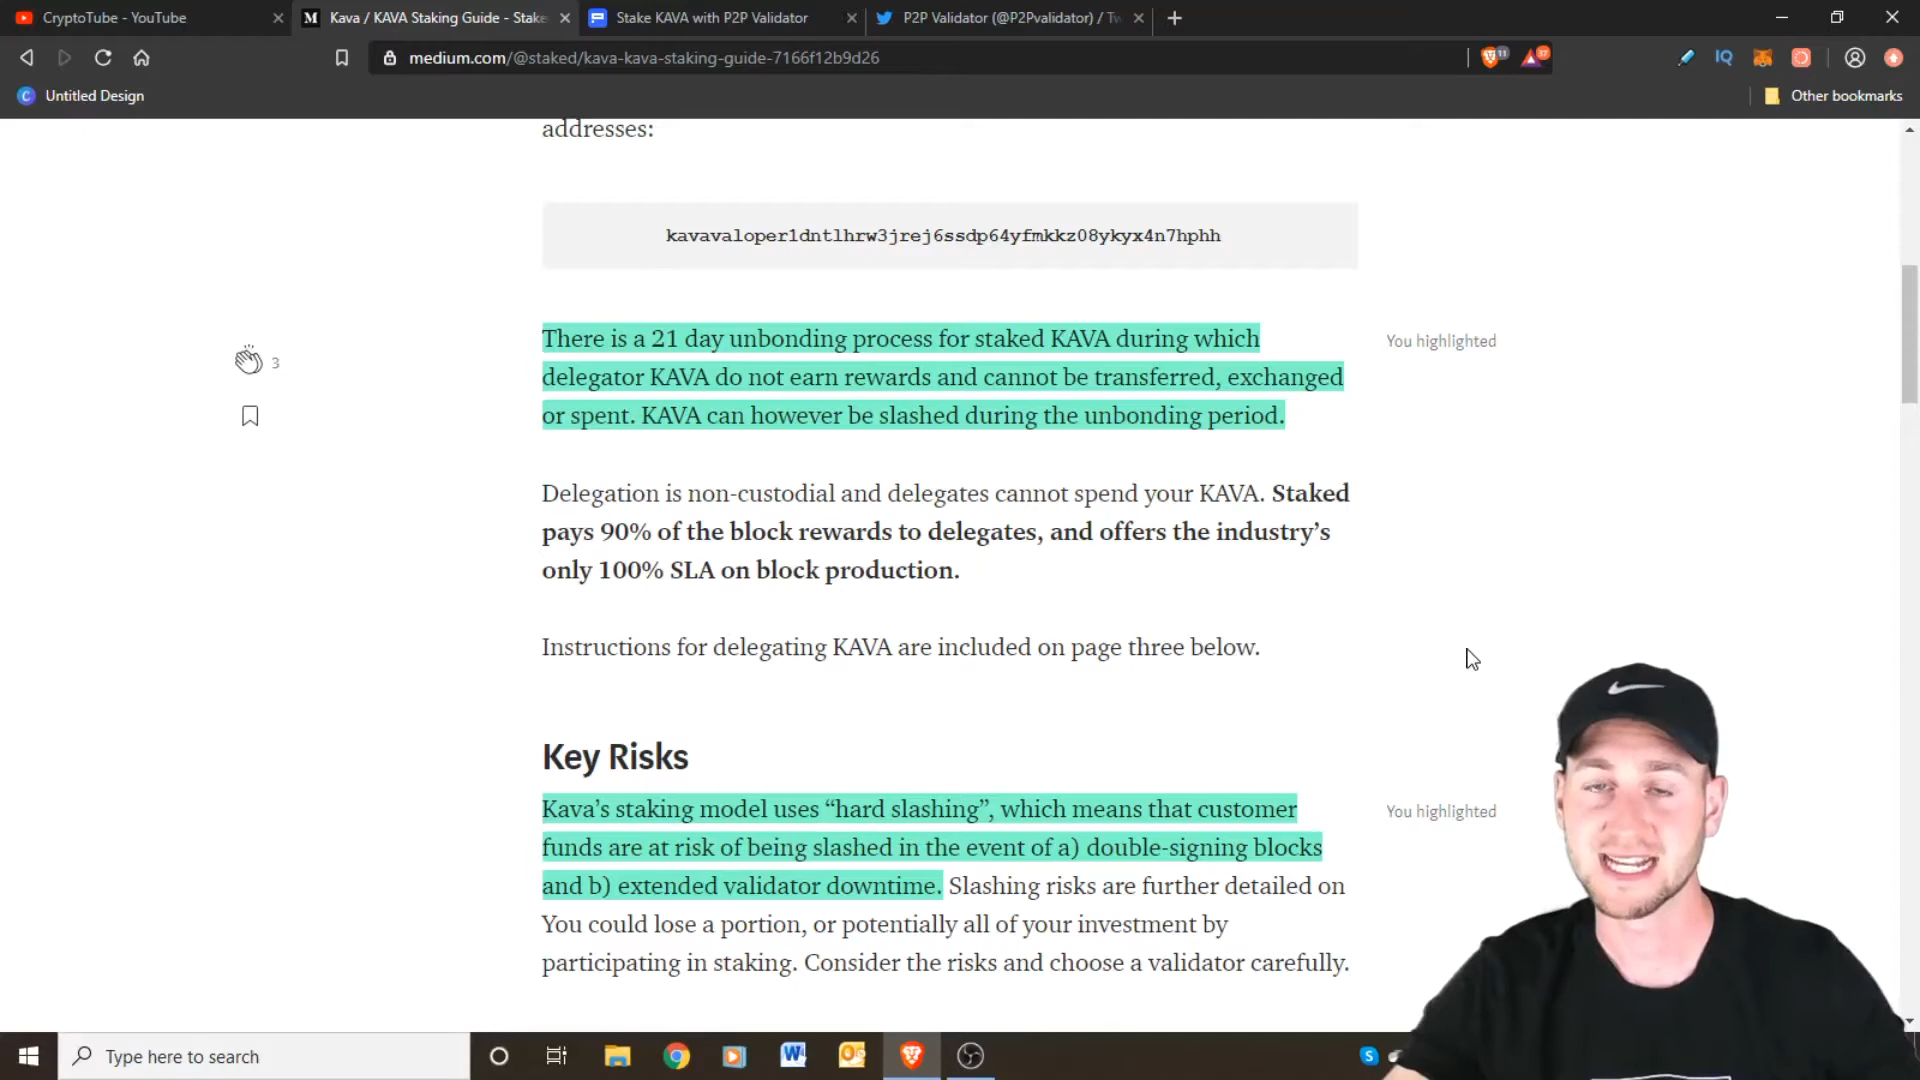 CryptoTube - YouTube
Kava / KAVA Staking Guide - Stake
Stake KAVA with P2P Validator
P2P Validator (@P2Pvalidator) / Tw
medium.com/@staked/kava-kava-staking-guide-7166f12b9d26
11
37
IQ
Untitled Design
Other bookmarks
addresses:
kavavaloper1dntlhrw3jrej6ssdp64yfmkkz08ykyx4n7hphh
There is a 21 day unbonding process for staked KAVA during which
You highlighted
delegator KAVA do not earn rewards and cannot be transferred, exchanged
or spent. KAVA can however be slashed during the unbonding period.
3
Delegation is non-custodial and delegates cannot spend your KAVA. Staked
pays 90% of the block rewards to delegates, and offers the industry’s
only 100% SLA on block production.
Instructions for delegating KAVA are included on page three below.
Key Risks
Kava’s staking model uses “hard slashing”, which means that customer
You highlighted
funds are at risk of being slashed in the event of a) double-signing blocks
and b) extended validator downtime. Slashing risks are further detailed on
You could lose a portion, or potentially all of your investment by
participating in staking. Consider the risks and choose a validator carefully.
Type here to search